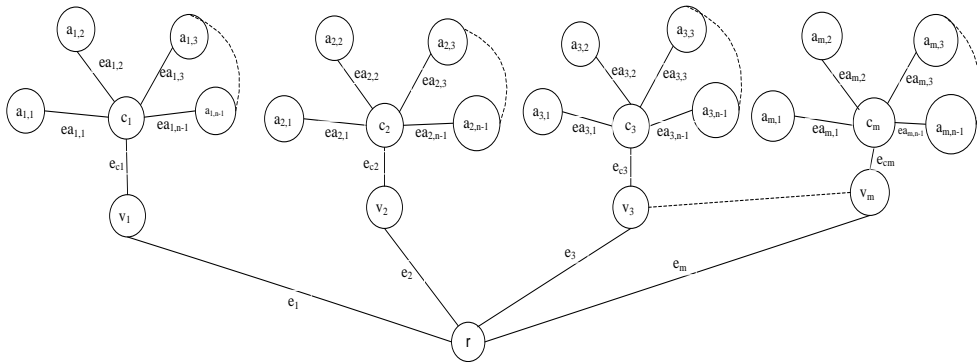 a1,2 a1,3 a2,2 a2,3 a3,2 a3,3 am,2 am,3
ea1,2 ea1,3 ea2,2 ea2,3 ea3,2 ea3,3 eam,2 eam,3
a1,1 c1 a1,n-1 a2,1 c2 a2,n-1 a3,1 c3 a3,n-1 am,1 cm am,n-1
ea1,1 ea1,n-1 ea2,1 ea2,n-1 ea3,1 ea3,n-1 eam,1 eam,n-1
ec1 ec2 ec3 ecm
v1 v2 v3 vm
e1 e2 e3 em
r